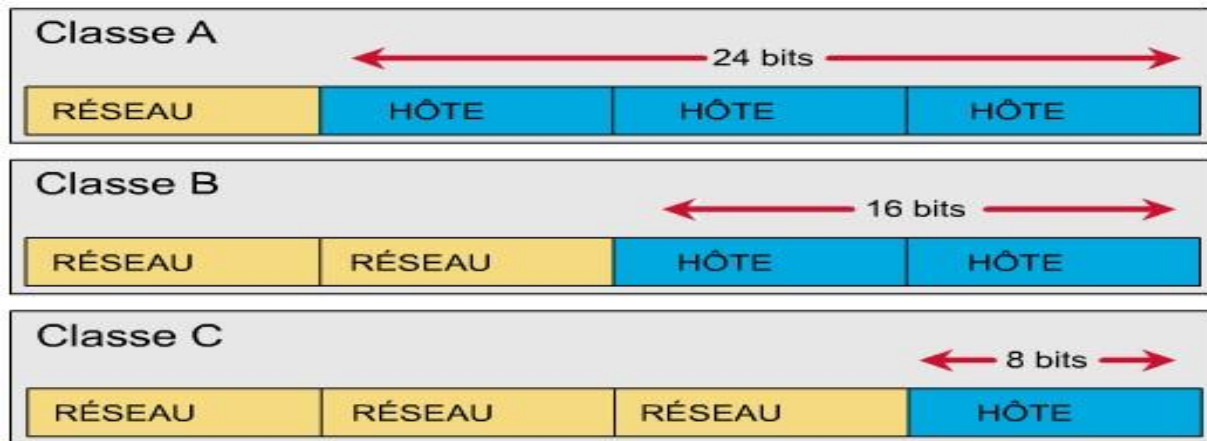 Classe A
24 bits
RÉSEAU HÔTE HÔTE HÔTE
Classe B
16 bits
RÉSEAU RÉSEAU HÔTE HÔTE
Classe C
8 bits
RÉSEAU RÉSEAU RÉSEAU HÔTE